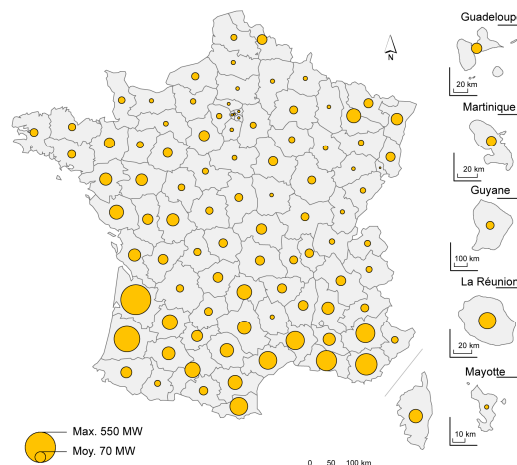 Guadeloupe
N
20 km
Martinique
20 km
Guyane
100 km
La Réunion
20 km
Mayotte
10 km
Max. 550 MW
Moy. 70 MW
0 50 100 km